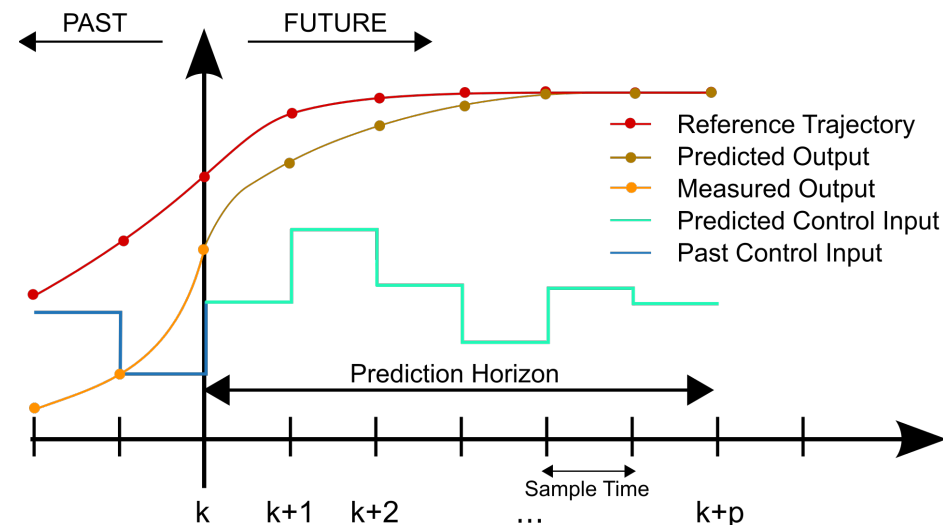 PAST
FUTURE
Reference Trajectory
Predicted Output
Measured Output
Predicted Control Input
Past Control Input
Prediction Horizon
Sample Time
k
k+1
k+2
...
k+p